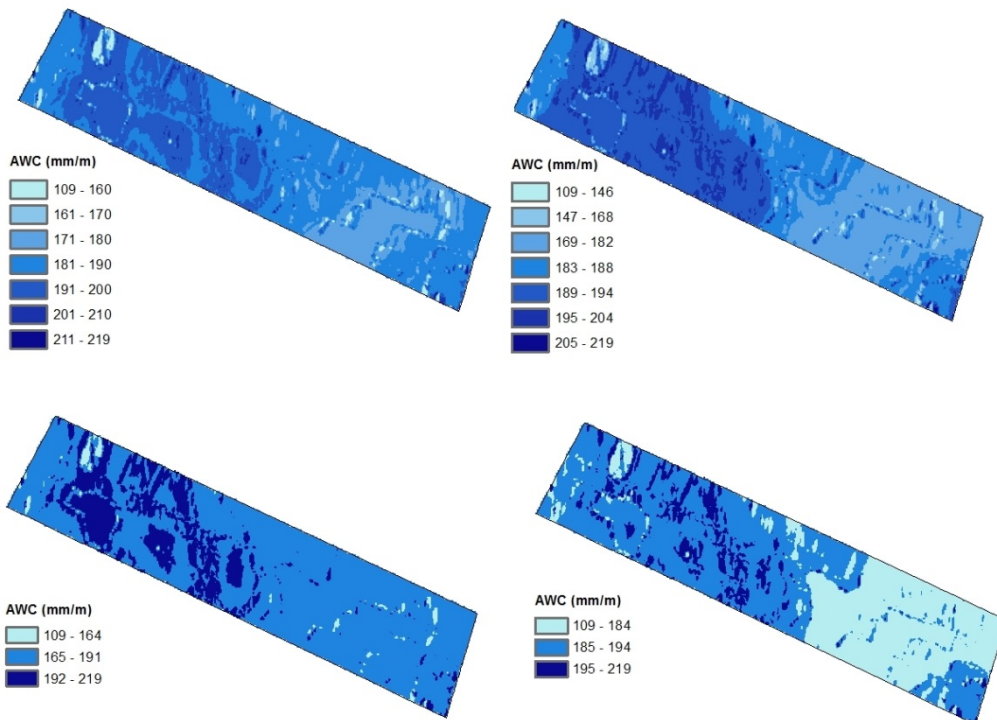 AWC (mm/m)
109 - 160
161 - 170
171 - 180
181 - 190
191 - 200
201 - 210
211 - 219
AWC (mm/m)
109 - 146
147 - 168
169 - 182
183 - 188
189 - 194
195 - 204
205 - 219
AWC (mm/m)
109 - 164
165 - 191
192 - 219
AWC (mm/m)
109 - 184
185 - 194
195 - 219